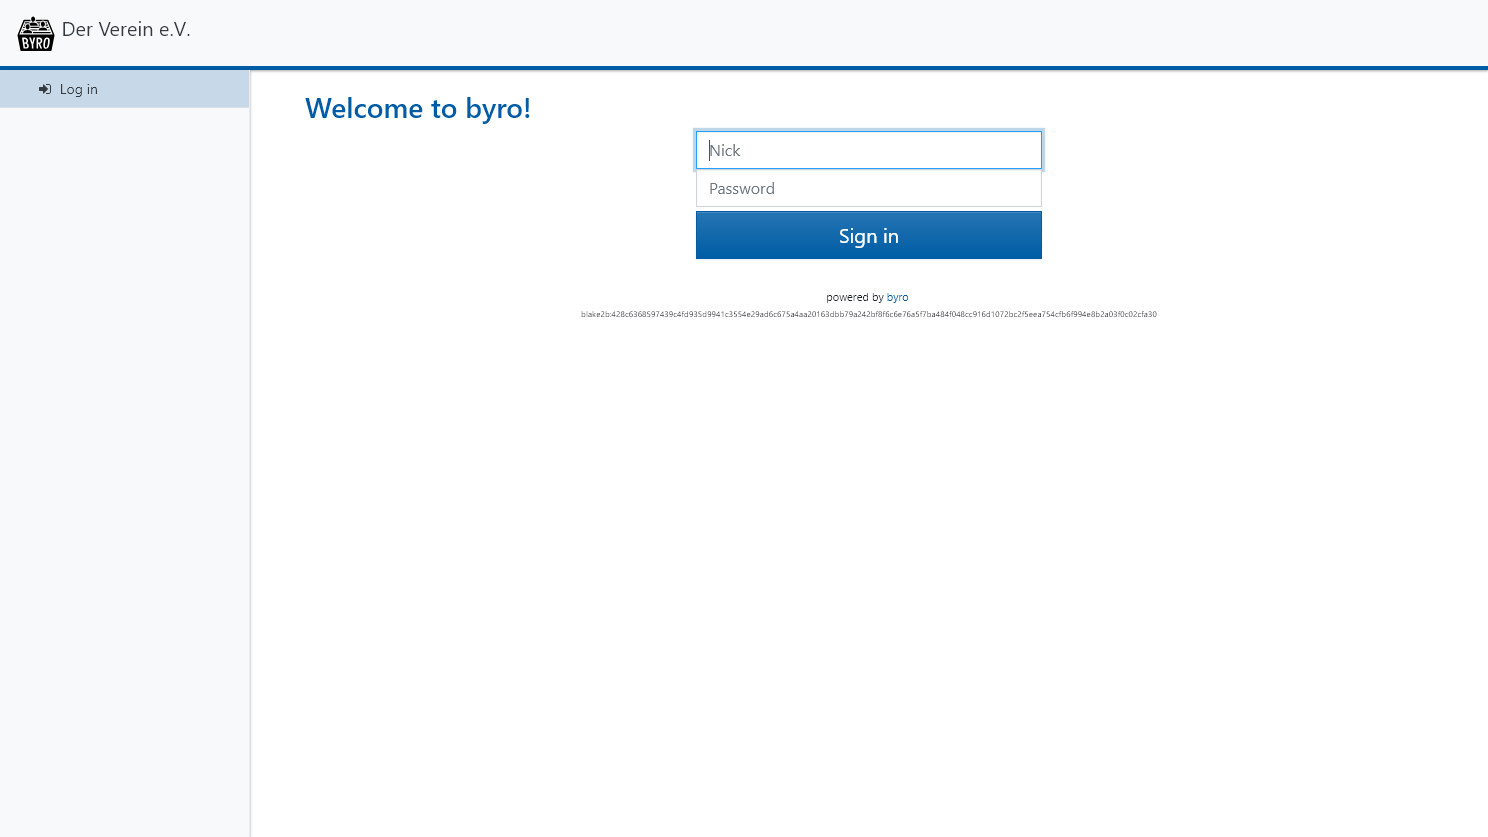 BYRO
Der Verein e.V.
Log in
Welcome to byro!
Nick
Password
Sign in
powered by byro
blake2b:428c6368597439c4fd935d9941c3554e29ad6c675a4aa20163dbb79a242bf8f6c6e76a5f7ba484f048cc916d1072bc2f5eea754cfb6f994e8b2a03f0c02cfa30